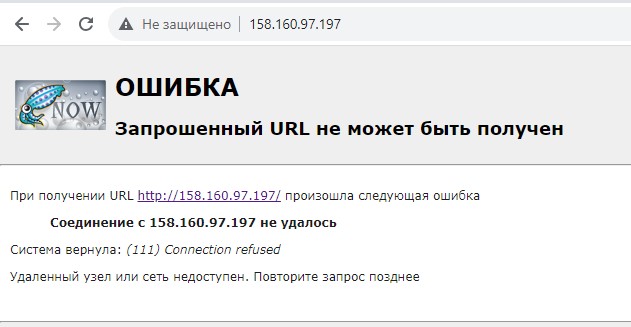 Не защищено 158.160.97.197
NOW
ОШИБКА
Запрошенный URL не может быть получен
При получении URL http://158.160.97.197/ произошла следующая ошибка
Соединение с 158.160.97.197 не удалось
Система вернула: (111) Connection refused
Удаленный узел или сеть недоступен. Повторите запрос позднее